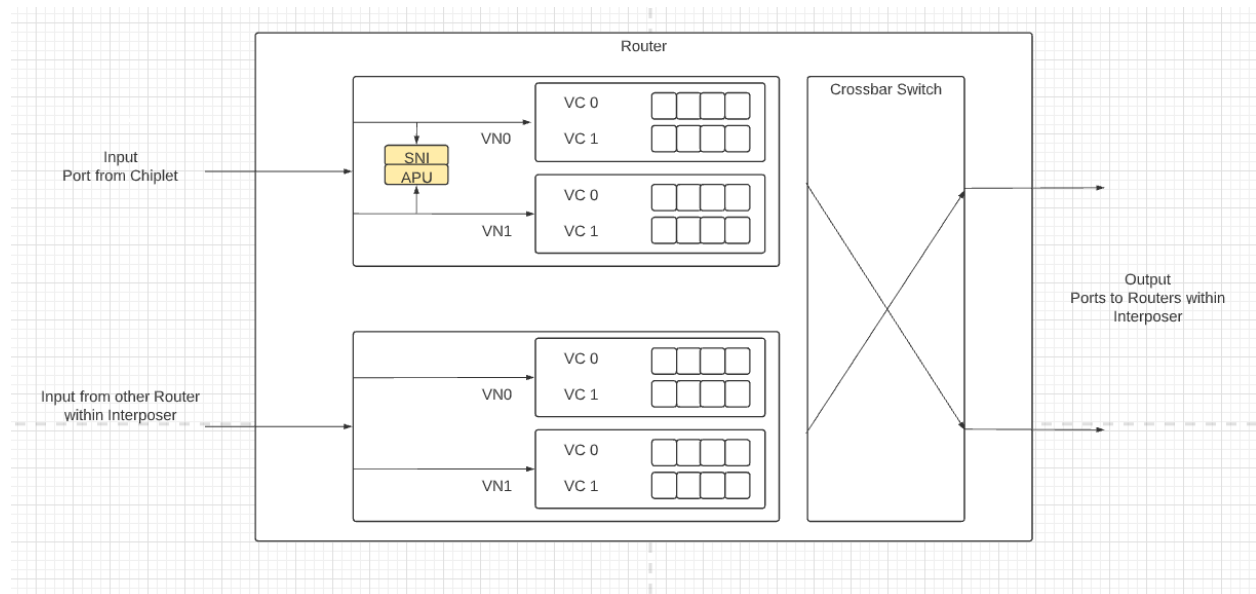 Router
Input
Port from Chiplet
SNI
APU
VN0
VC 0
VC 1
VN1
VC 0
VC 1
Input from other Router
within Interposer
VN0
VC 0
VC 1
VN1
VC 0
VC 1
Crossbar Switch
Output
Ports to Routers within
Interposer